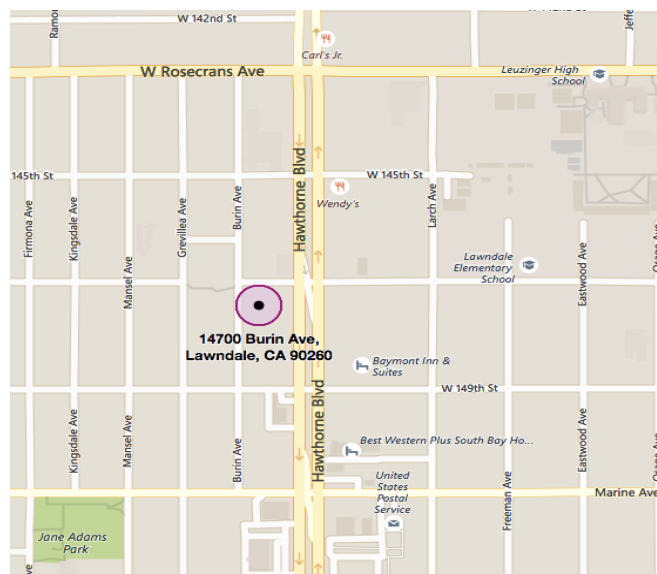 W 142nd St
Ramo
Jeffe
Carl's Jr.
W Rosecrans Ave
Leuzinger High
School
145th St
W 145th St
Hawthorne Blvd
Wendy's
Firmona Ave
Kingsdale Ave
Grevillea Ave
Burin Ave
Larch Ave
Mansel Ave
Lawndale
Elementary
School
Eastwood Ave
14700 Burin Ave,
Lawndale, CA 90260
Baymont Inn &
Suites
W 149th St
Hawthorne Blvd
Kingsdale Ave
Mansel Ave
Burin Ave
Best Western Plus South Bay Ho...
Eastwood Ave
United
States
Postal
Service
Freeman Ave
Marine Ave
Jane Adams
Park